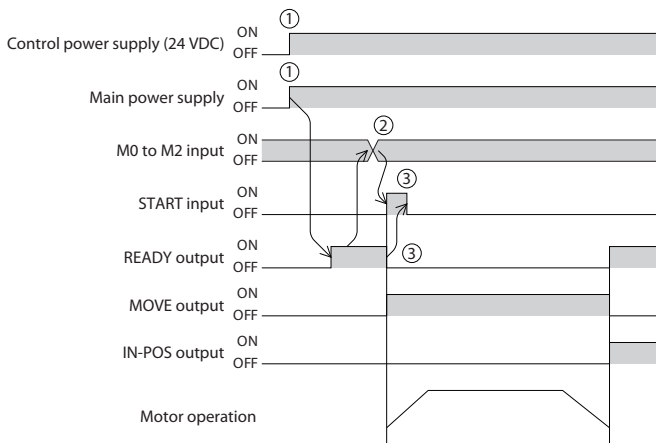 ①
Control power supply (24 VDC) ON
OFF
①
Main power supply ON
OFF
②
M0 to M2 input ON
OFF
③
START input ON
OFF
READY output ON
OFF
③
MOVE output ON
OFF
IN-POS output ON
OFF
Motor operation